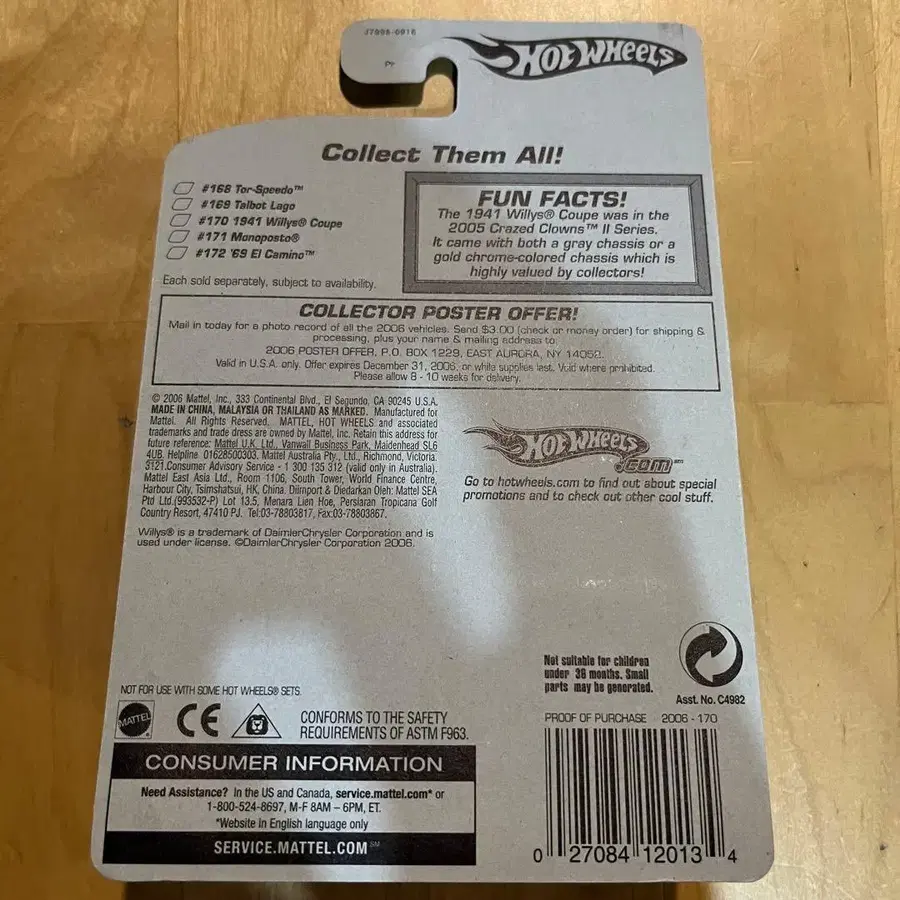 J7995-0916
HOT WHEELS
Collect Them All!
#168 Tor-Speedo™
#169 Talbot Lago
#170 1941 Willys® Coupe
#171 Monoposto®
#172 '69 El Camino™
Each sold separately, subject to availability.
FUN FACTS!
The 1941 Willys® Coupe was in the
2005 Crazed Clowns™ II Series.
It came with both a gray chassis or a
gold chrome-colored chassis which is
highly valued by collectors!
COLLECTOR POSTER OFFER!
Mail in today for a photo record of all the 2006 vehicles. Send $3.00 (check or money order) for shipping &
processing, plus your name & mailing address to:
2006 POSTER OFFER, P.O. BOX 1229, EAST AURORA, NY 14052.
Valid in U.S.A. only. Offer expires December 31, 2006, or while supplies last. Void where prohibited.
Please allow 8 - 10 weeks for delivery.
© 2006 Mattel, Inc., 333 Continental Blvd., El Segundo, CA 90245 U.S.A.
MADE IN CHINA, MALAYSIA OR THAILAND AS MARKED. Manufactured for
Mattel. All Rights Reserved. MATTEL, HOT WHEELS and associated
trademarks and trade dress are owned by Mattel, Inc. Retain this address for
future reference: Mattel U.K. Ltd., Vanwall Business Park, Maidenhead SL6
4UB. Helpline 01628500303. Mattel Australia Pty., Ltd., Richmond, Victoria
3121.Consumer Advisory Service - 1 300 135 312 (valid only in Australia).
Mattel East Asia Ltd., Room 1106, South Tower, World Finance Centre,
Harbour City, Tsimshatsui, HK, China. Diimport & Diedarkan Oleh: Mattel SEA
Ptd Ltd.(993532-P) Lot 13.5, Menara Lien Hoe, Persiaran Tropicana Golf
Country Resort, 47410 PJ. Tel:03-78803817, Fax:03-78803867.
Willys® is a trademark of DaimlerChrysler Corporation and is
used under license. ©DaimlerChrysler Corporation 2006.
HOT WHEELS
.com℠
Go to hotwheels.com to find out about special
promotions and to check out other cool stuff.
Not suitable for children
under 36 months. Small
parts may be generated.
Asst. No. C4982
NOT FOR USE WITH SOME HOT WHEELS® SETS.
MATTEL
CE
CONFORMS TO THE SAFETY
REQUIREMENTS OF ASTM F963.
PROOF OF PURCHASE 2006 - 170
CONSUMER INFORMATION
Need Assistance? In the US and Canada, service.mattel.com* or
1-800-524-8697, M-F 8AM – 6PM, ET.
*Website in English language only
SERVICE.MATTEL.COM℠
0 27084 12013 4